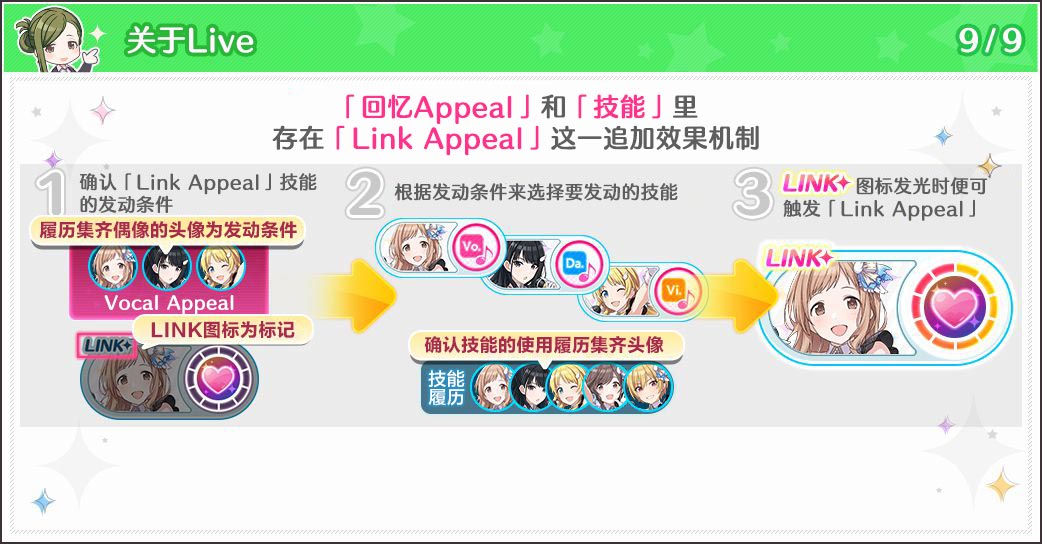 关于Live
9/9
「回忆Appeal」和「技能」里
存在「Link Appeal」这一追加效果机制
1
确认「Link Appeal」技能
的发动条件
履历集齐偶像的头像为发动条件
Vocal Appeal
LINK图标为标记
LINK
2
根据发动条件来选择要发动的技能
Vo.
Da.
Vi.
确认技能的使用履历集齐头像
技能
履历
3
LINK 图标发光时便可
触发「Link Appeal」
LINK